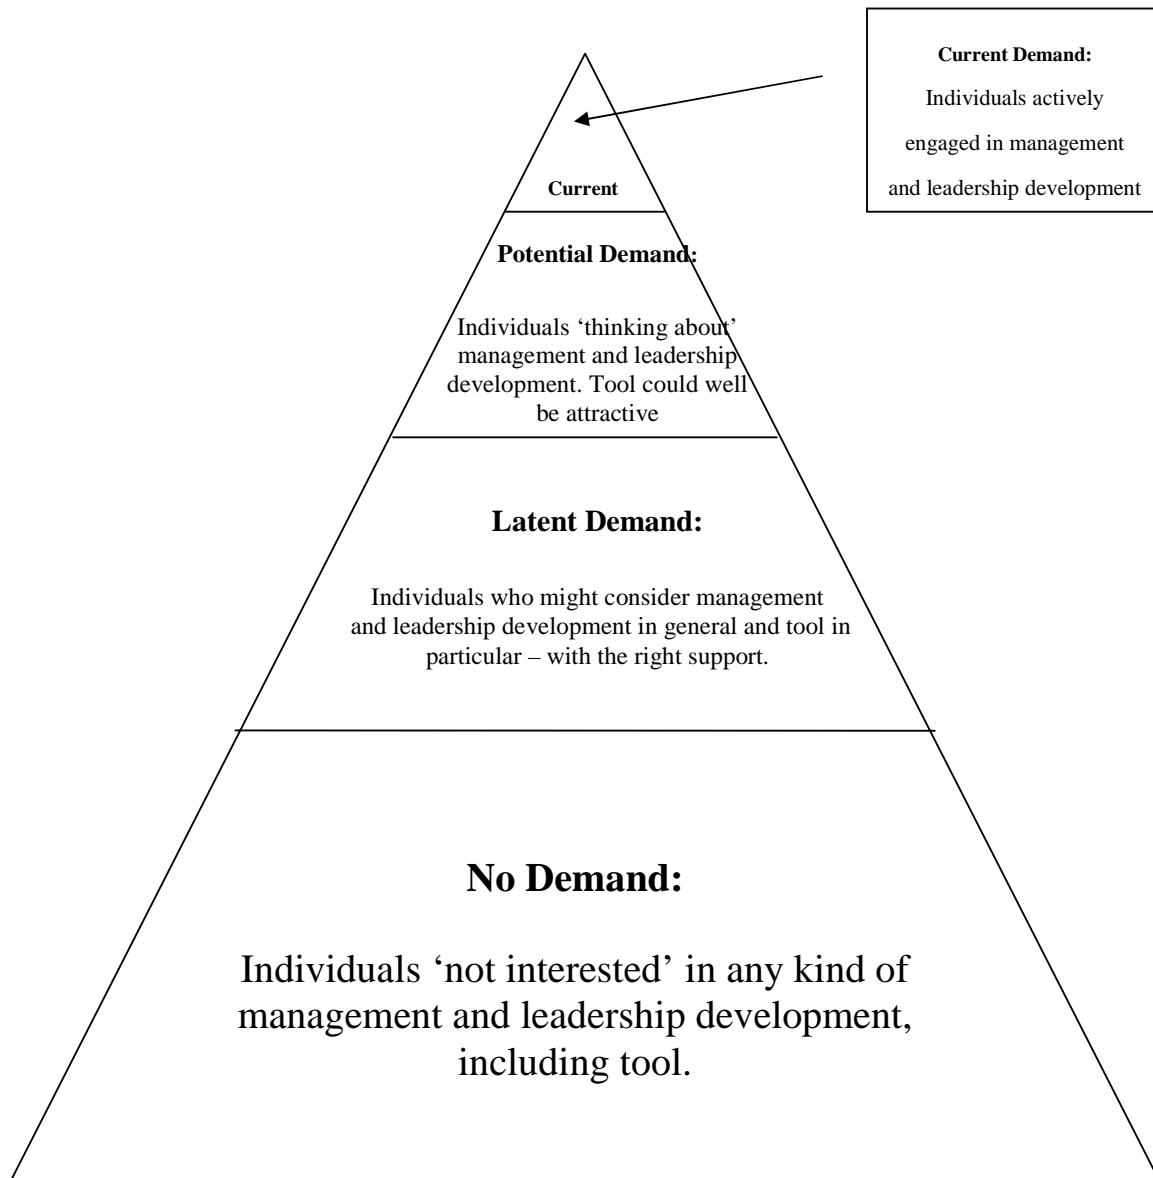 Current Demand:
Individuals actively
engaged in management
and leadership development
Current
Potential Demand:
Individuals ‘thinking about’
management and leadership
development. Tool could well
be attractive
Latent Demand:
Individuals who might consider management
and leadership development in general and tool in
particular – with the right support.
No Demand:
Individuals ‘not interested’ in any kind of
management and leadership development,
including tool.